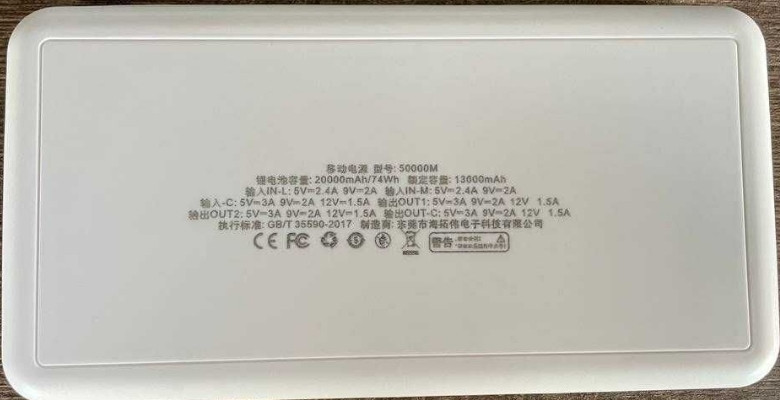 移动电源 型号: 50000M
锂电池容量: 20000mAh/74Wh 额定容量: 13600mAh
输入IN-L: 5V=2.4A 9V=2A 输入IN-M: 5V=2.4A 9V=2A
输入-C: 5V=3A 9V=2A 12V=1.5A 输出OUT1: 5V=3A 9V=2A 12V 1.5A
输出OUT2: 5V=3A 9V=2A 12V=1.5A 输出OUT-C: 5V=3A 9V=2A 12V 1.5A
执行标准: GB/T 35590-2017 制造商: 东莞市海拓伟电子科技有限公司
CE FC 警告